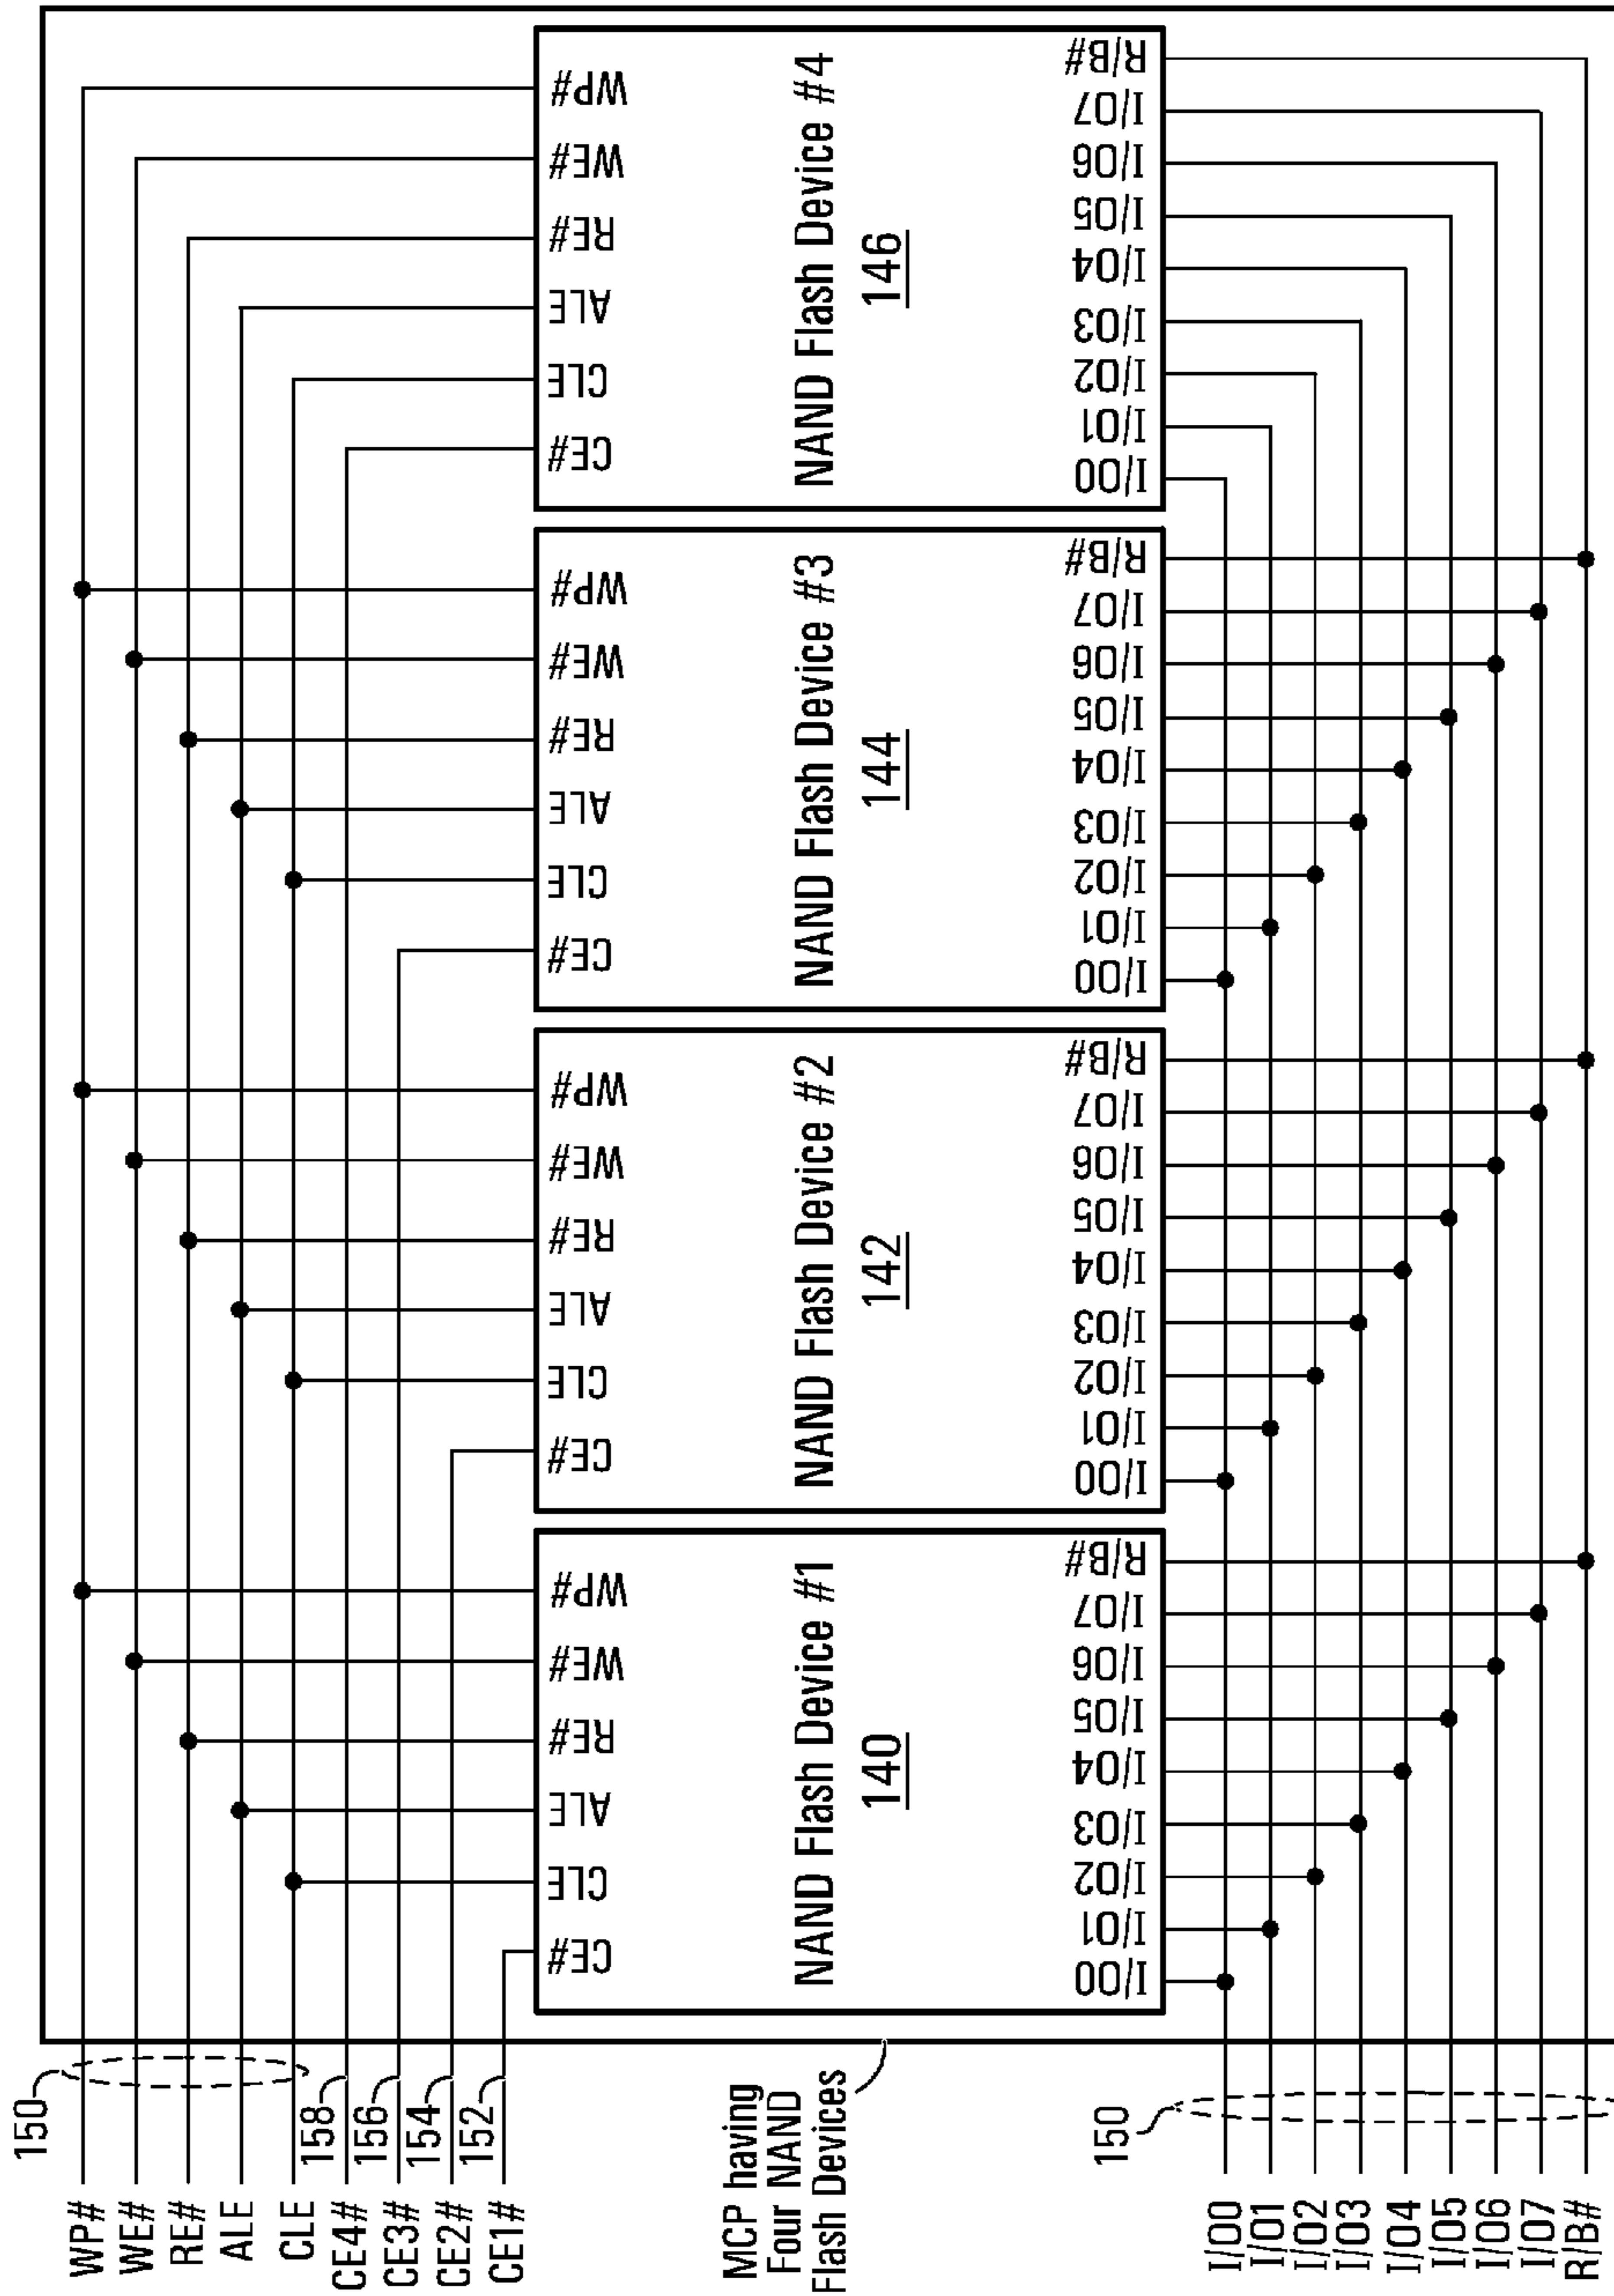 150
WP#
WE#
RE#
ALE
CLE
CE4#
CE3#
CE2#
CE1#
158
156
154
152
MCP having
Four NAND
Flash Devices
150
I/O0
I/O1
I/O2
I/O3
I/O4
I/O5
I/O6
I/O7
R/B#
CE#
CLE
ALE
RE#
WE#
WP#
NAND Flash Device #1
140
I/O0
I/O1
I/O2
I/O3
I/O4
I/O5
I/O6
I/O7
R/B#
CE#
CLE
ALE
RE#
WE#
WP#
NAND Flash Device #2
142
I/O0
I/O1
I/O2
I/O3
I/O4
I/O5
I/O6
I/O7
R/B#
CE#
CLE
ALE
RE#
WE#
WP#
NAND Flash Device #3
144
I/O0
I/O1
I/O2
I/O3
I/O4
I/O5
I/O6
I/O7
R/B#
CE#
CLE
ALE
RE#
WE#
WP#
NAND Flash Device #4
146
I/O0
I/O1
I/O2
I/O3
I/O4
I/O5
I/O6
I/O7
R/B#